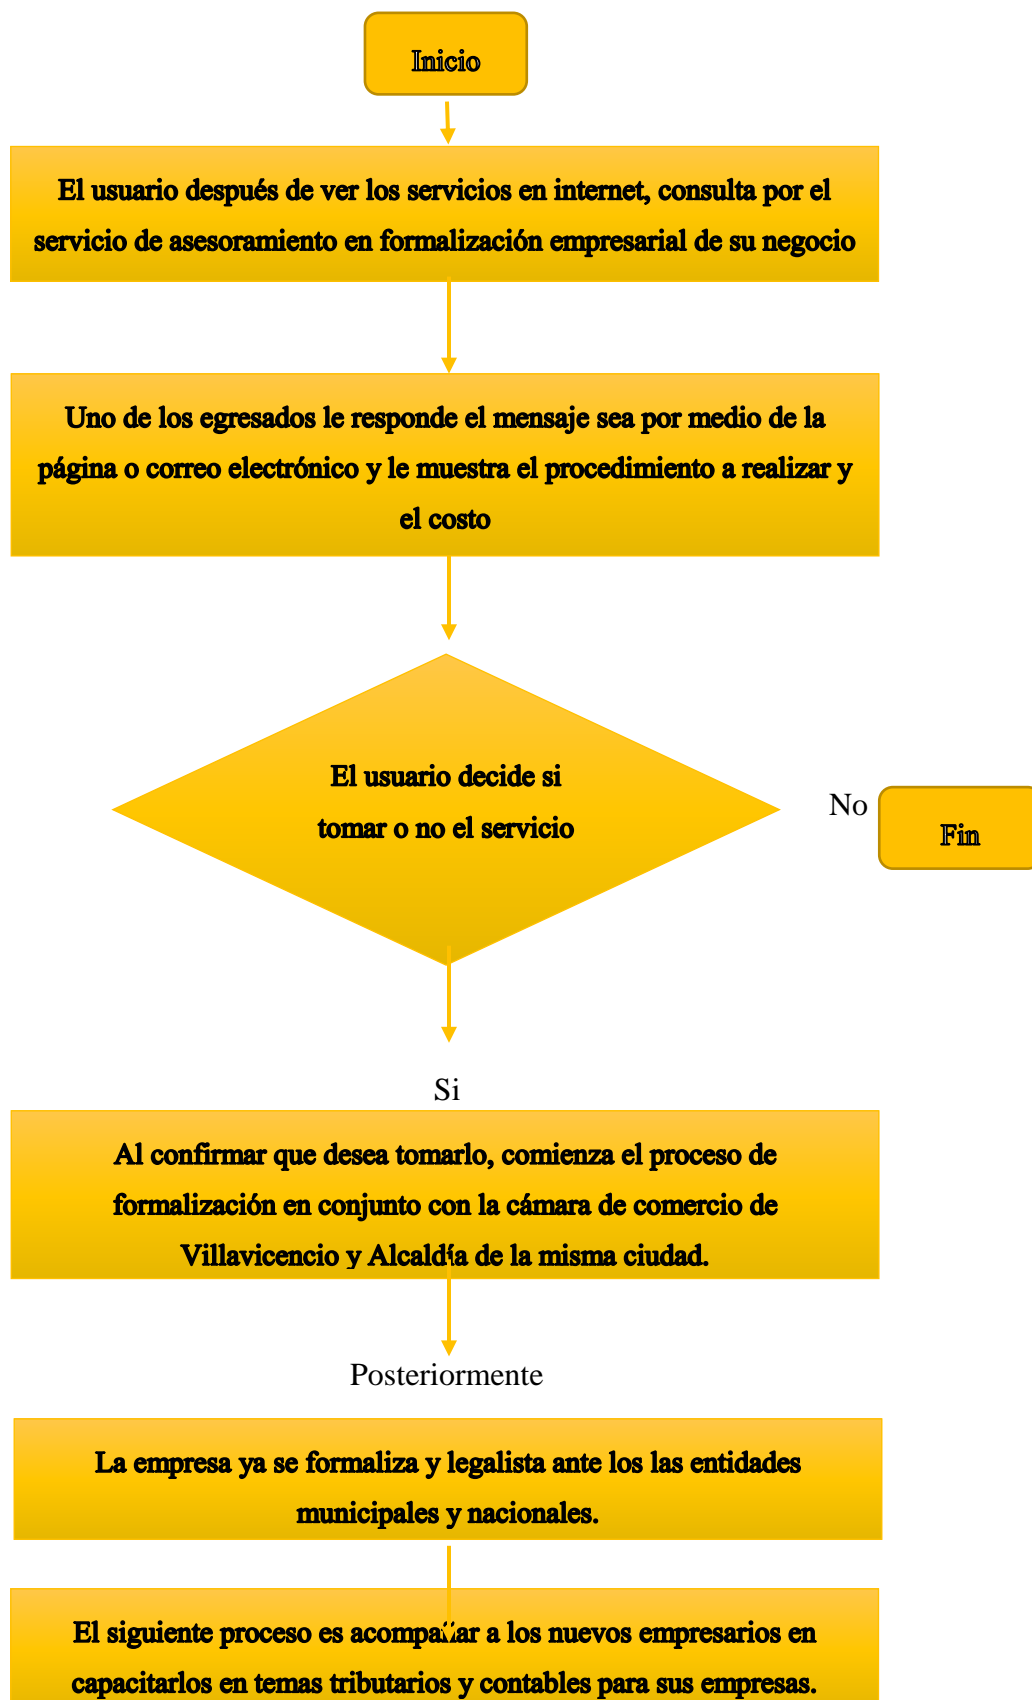 Inicio
El usuario después de ver los servicios en internet, consulta por el
servicio de asesoramiento en formalización empresarial de su negocio
Uno de los egresados le responde el mensaje sea por medio de la
página o correo electrónico y le muestra el procedimiento a realizar y
el costo
El usuario decide si
tomar o no el servicio
No
Fin
Si
Al confirmar que desea tomarlo, comienza el proceso de
formalización en conjunto con la cámara de comercio de
Villavicencio y Alcaldía de la misma ciudad.
Posteriormente
La empresa ya se formaliza y legalista ante los las entidades
municipales y nacionales.
El siguiente proceso es acompañar a los nuevos empresarios en
capacitarlos en temas tributarios y contables para sus empresas.